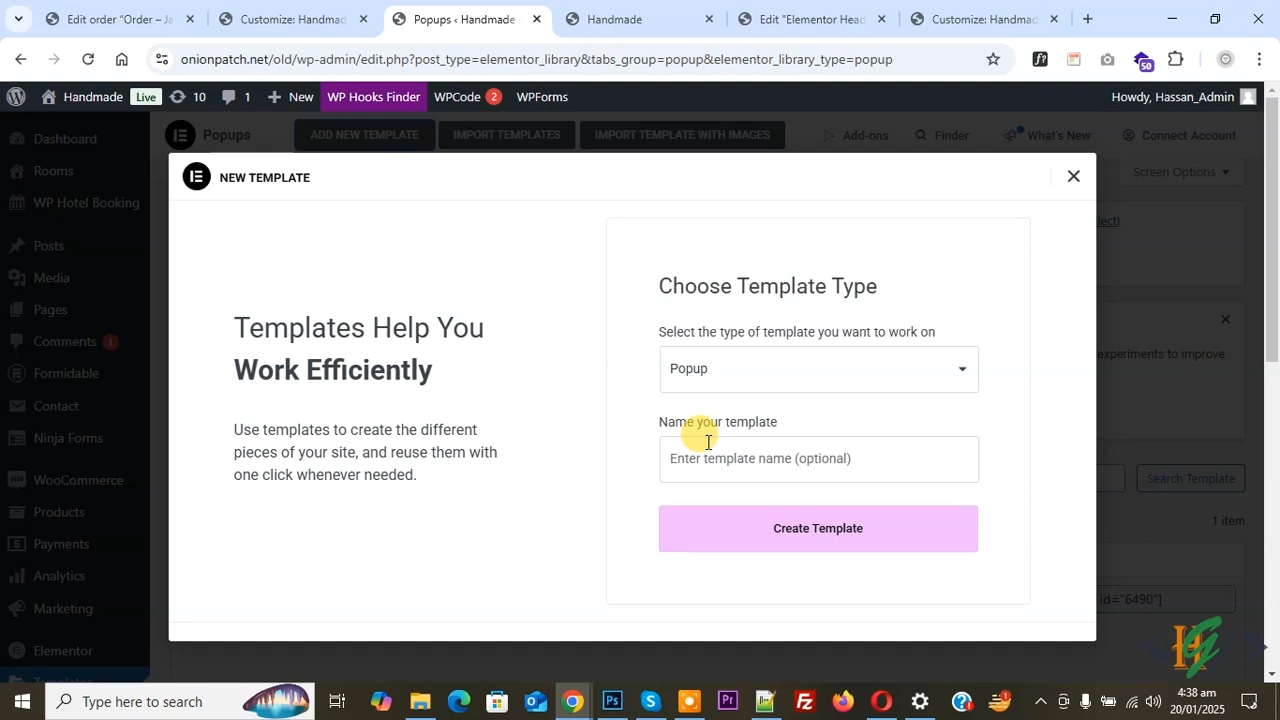 Edit order "Order – Ja
Customize: Handmad
Popups ‹ Handmade -
Handmade
Edit "Elementor Head
Customize: Handmad
onionpatch.net/old/wp-admin/edit.php?post_type=elementor_library&tabs_group=popup&elementor_library_type=popup
50
Handmade Live 10 1 New WP Hooks Finder WPCode 2 WPForms Howdy, Hassan_Admin
Dashboard
Rooms
WP Hotel Booking
Posts
Media
Pages
Comments 1
Formidable
Contact
Ninja Forms
WooCommerce
Products
Payments
Analytics
Marketing
Elementor
Popups ADD NEW TEMPLATE IMPORT TEMPLATES IMPORT TEMPLATE WITH IMAGES Add-ons Finder What's New Connect Account
Screen Options
NEW TEMPLATE
Templates Help You
Work Efficiently
Use templates to create the different
pieces of your site, and reuse them with
one click whenever needed.
Choose Template Type
Select the type of template you want to work on
Popup
Name your template
Enter template name (optional)
Create Template
experiments to improve
Search Template
1 item
id="6490"]
HG
Type here to search
1
4:38 am
20/01/2025